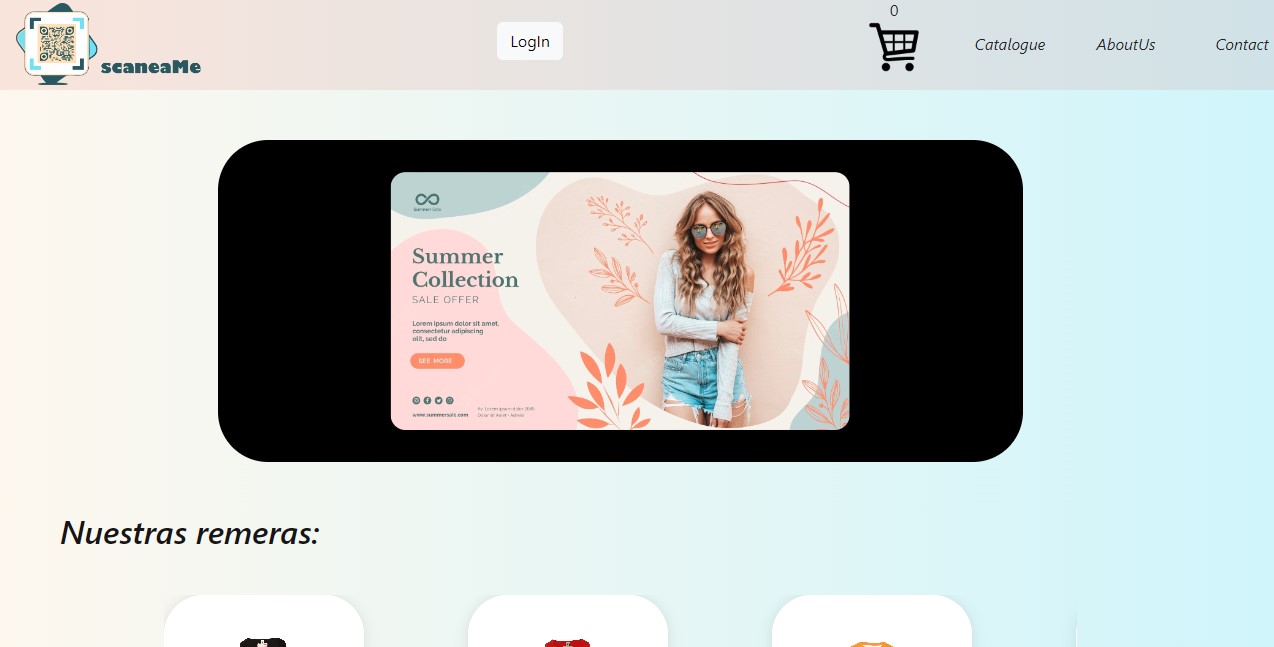 scaneaMe
LogIn
0
Catalogue
AboutUs
Contact
Summer
Collection
SALE OFFER
Lorem ipsum dolor sit amet,
consectetur adipiscing
elit, sed do
SEE MORE
www.summersale.com
Nuestras remeras: